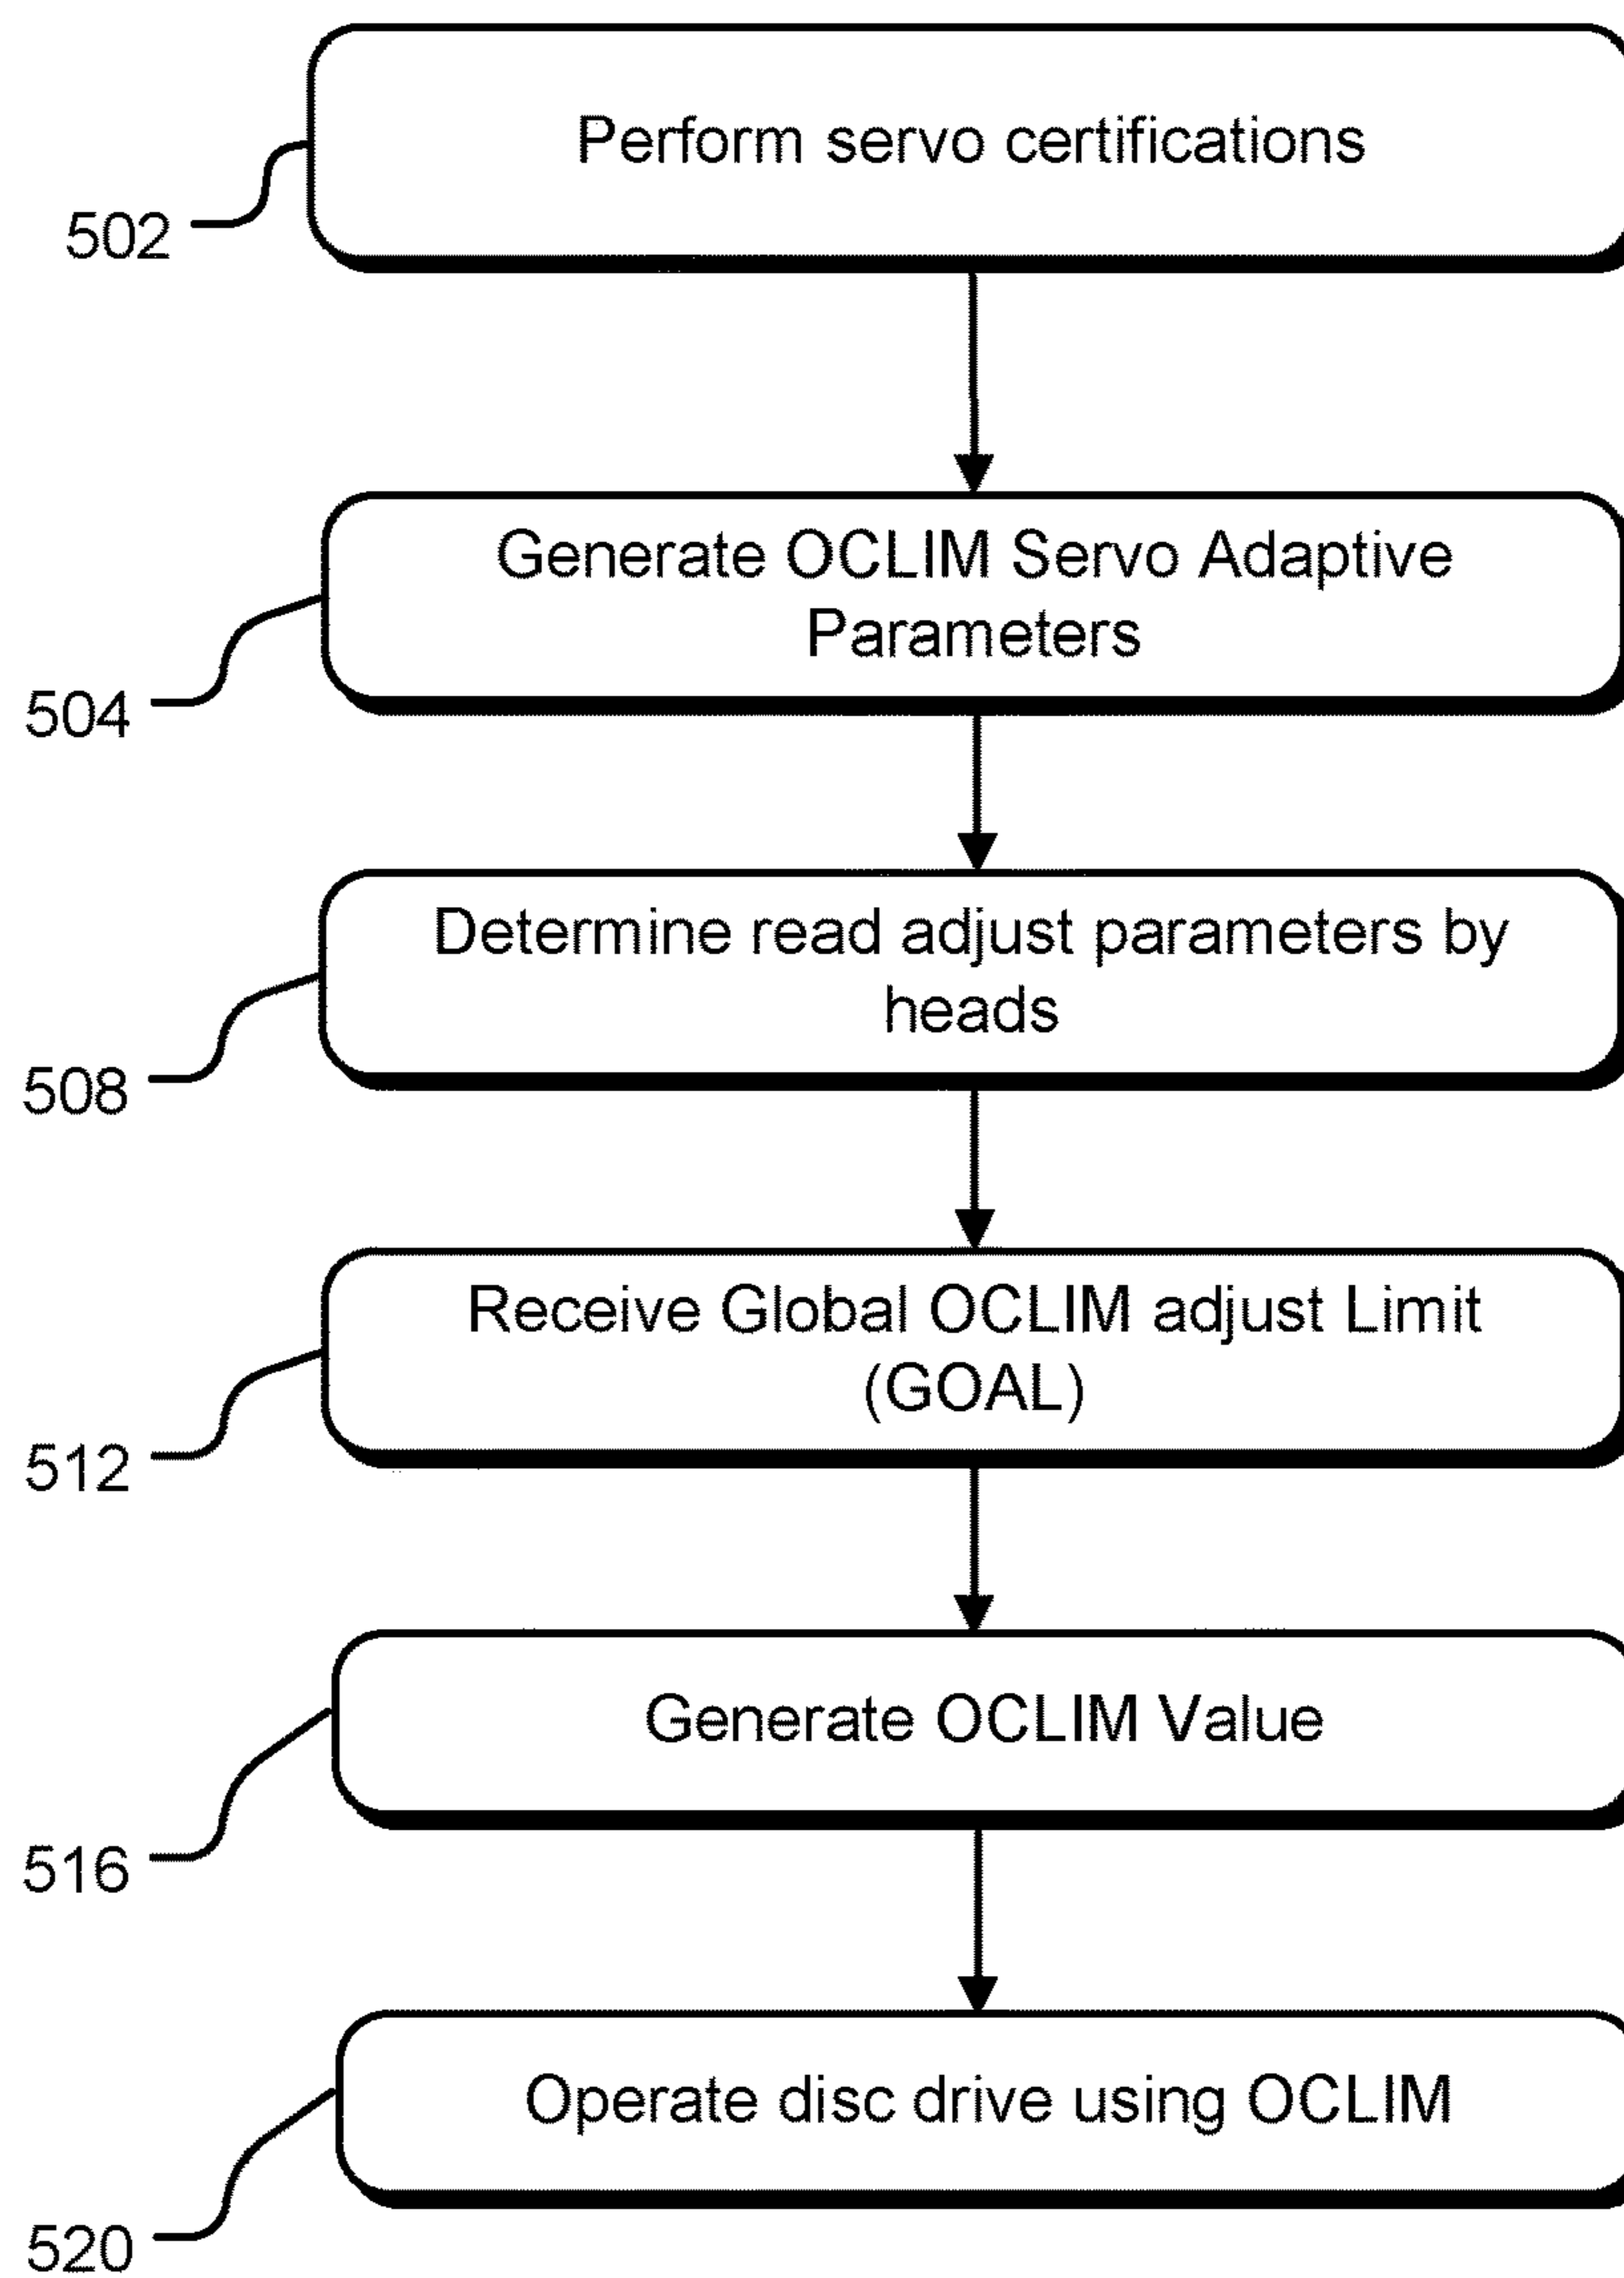 Perform servo certifications
502
Generate OCLIM Servo Adaptive
Parameters
504
Determine read adjust parameters by
heads
508
Receive Global OCLIM adjust Limit
(GOAL)
512
Generate OCLIM Value
516
Operate disc drive using OCLIM
520